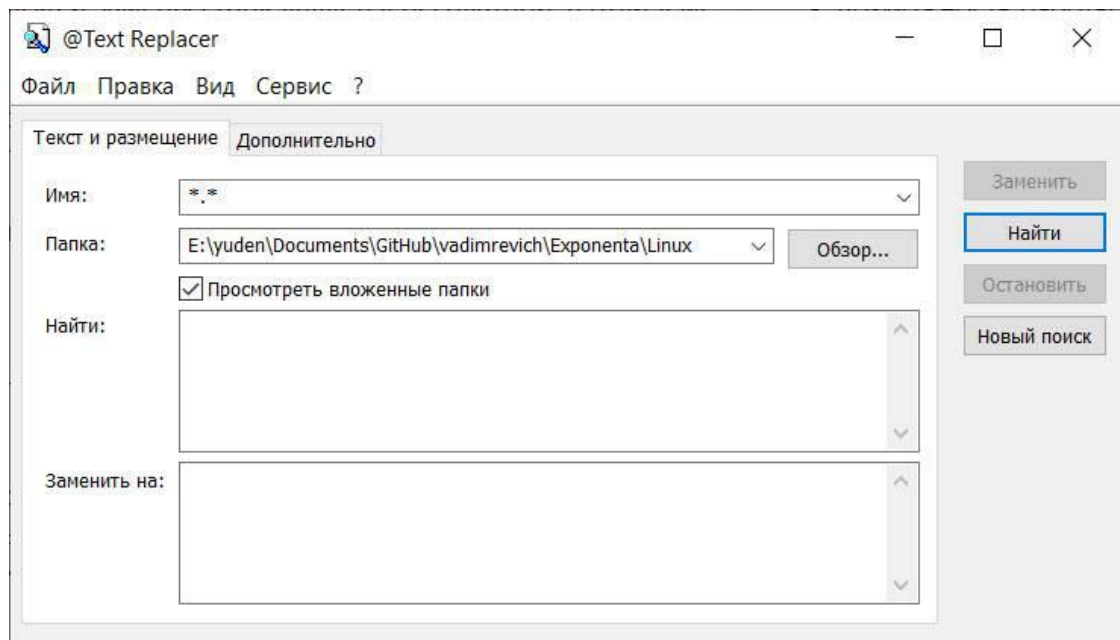 @Text Replacer
Файл Правка Вид Сервис ?
Текст и размещение Дополнительно
Имя: *.*
Заменить
Папка: E:\yuden\Documents\GitHub\vadimrevich\Exponenta\Linux Обзор...
Найти
Просмотреть вложенные папки
Остановить
Найти:
Новый поиск
Заменить на: